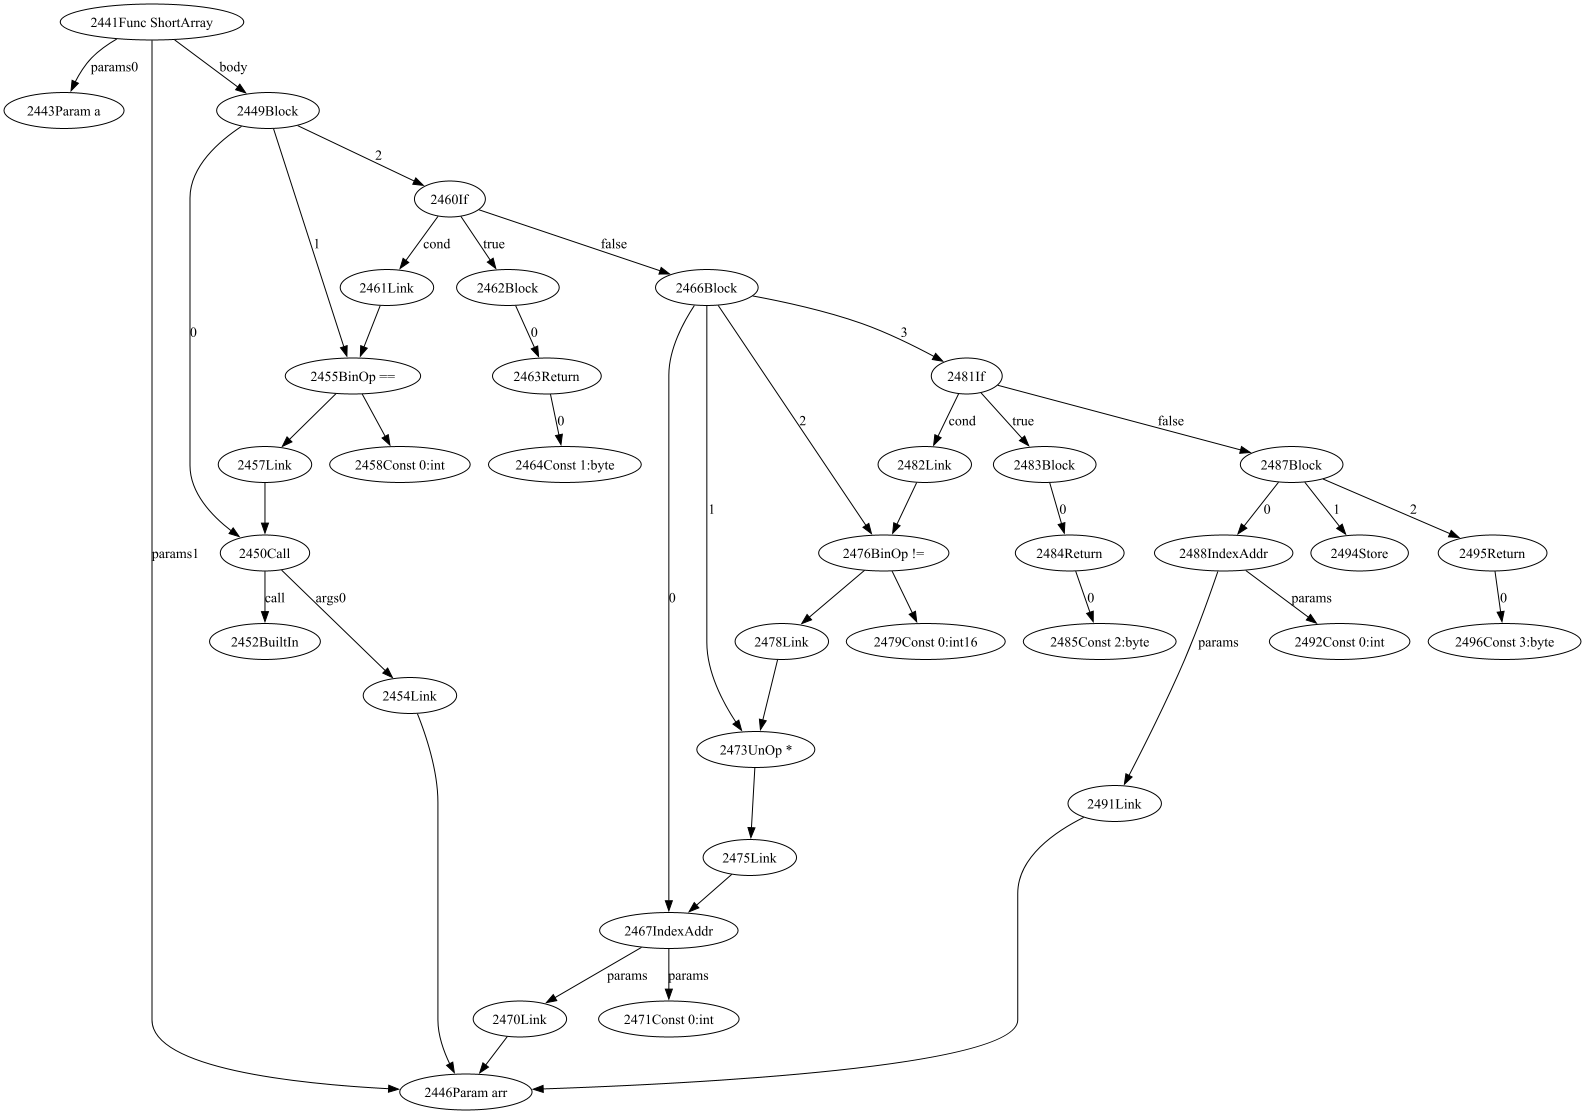 2441Func ShortArray
params0
body
2443Param a
2449Block
2
2460If
1
cond
true
false
2461Link
2462Block
2466Block
0
0
3
2455BinOp ==
2463Return
2481If
0
2
cond
true
false
2457Link
2458Const 0:int
2464Const 1:byte
2482Link
2483Block
2487Block
1
0
0
1
2
params1
2450Call
2476BinOp !=
2484Return
2488IndexAddr
2494Store
2495Return
call
args0
0
0
params
0
2452BuiltIn
2478Link
2479Const 0:int16
2485Const 2:byte
params
2492Const 0:int
2496Const 3:byte
2454Link
2473UnOp *
2491Link
2475Link
2467IndexAddr
params
params
2470Link
2471Const 0:int
2446Param arr